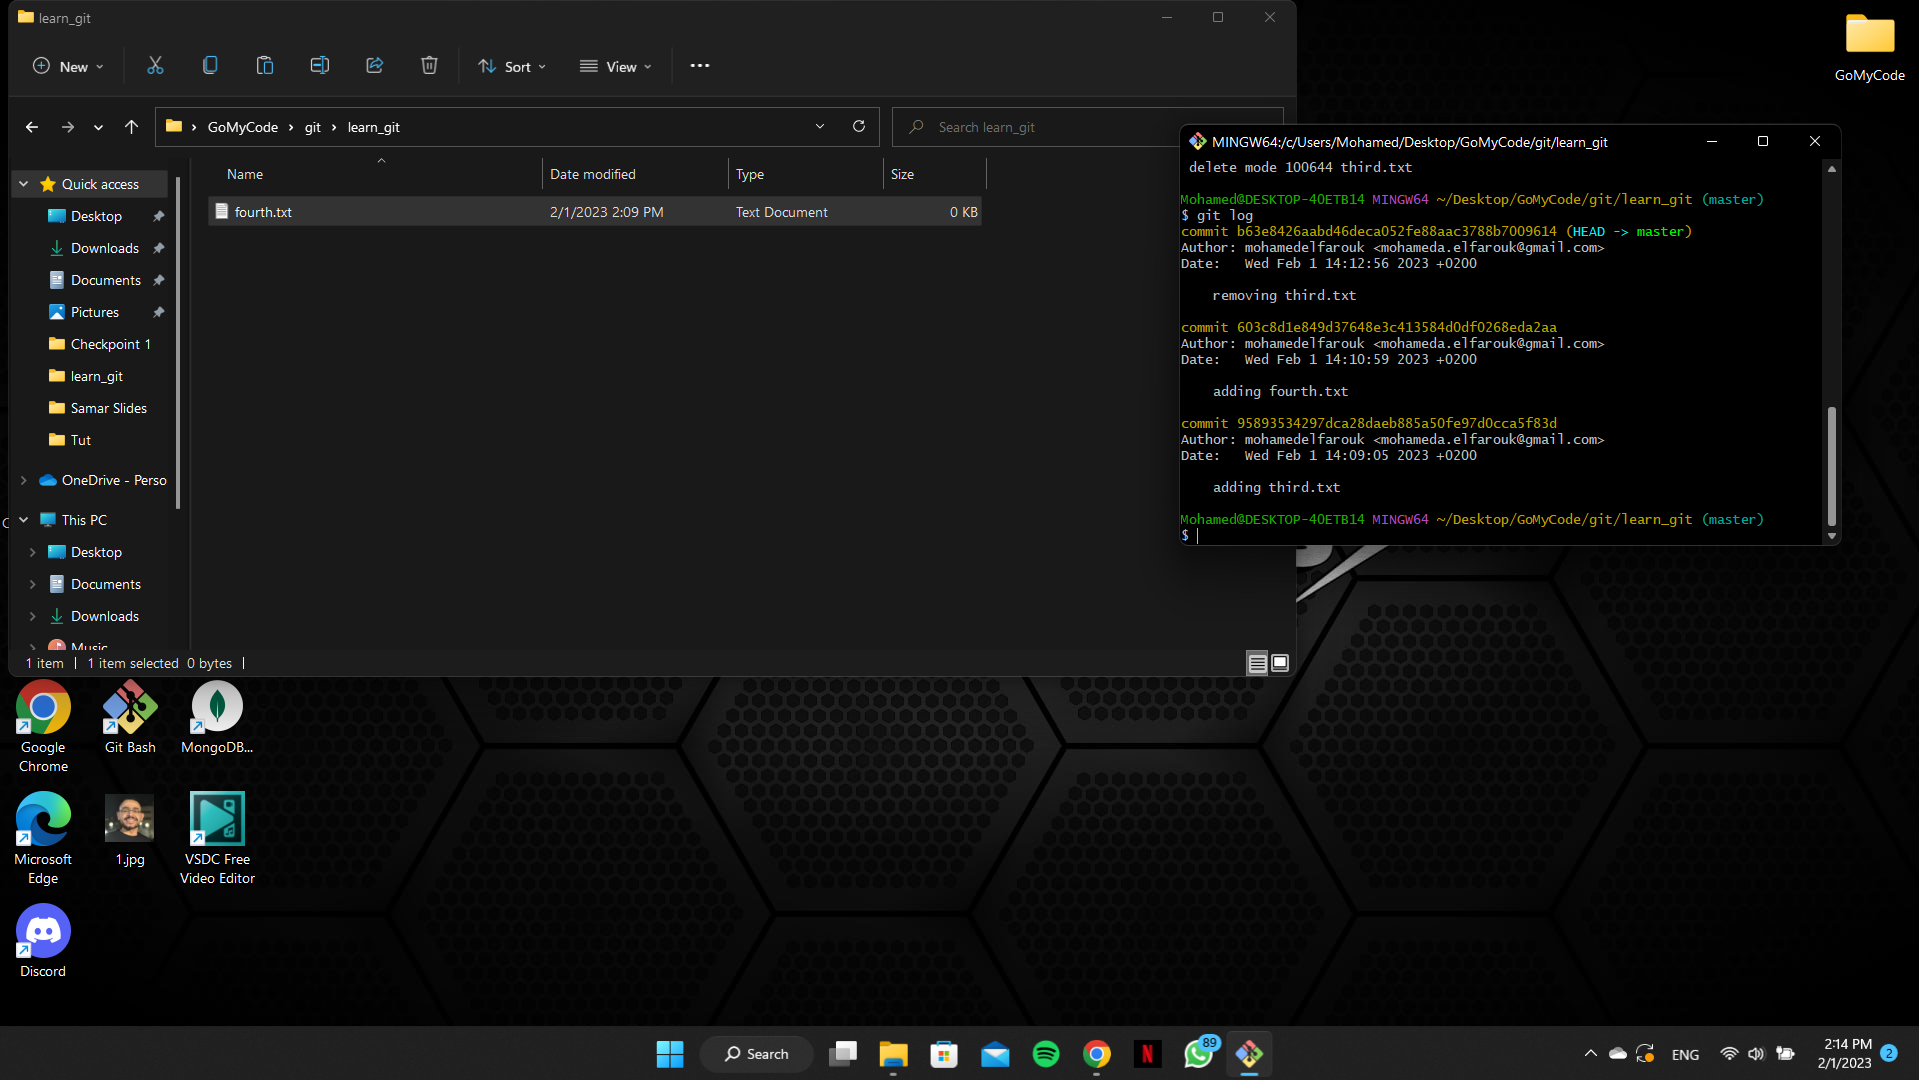 learn_git
New
Sort
View
GoMyCode
git
learn_git
Search learn_git
Name
Date modified
Type
Size
fourth.txt
2/1/2023 2:09 PM
Text Document
0 KB
Quick access
Desktop
Downloads
Documents
Pictures
Checkpoint 1
learn_git
Samar Slides
Tut
OneDrive - Perso
This PC
Desktop
Documents
Downloads
Music
1 item
1 item selected 0 bytes
GoMyCode
MINGW64:/c/Users/Mohamed/Desktop/GoMyCode/git/learn_git
delete mode 100644 third.txt
Mohamed@DESKTOP-4OETB14 MINGW64 ~/Desktop/GoMyCode/git/learn_git (master)
$ git log
commit b63e8426aabd46deca052fe88aac3788b7009614 (HEAD -> master)
Author: mohamedelfarouk <mohameda.elfarouk@gmail.com>
Date: Wed Feb 1 14:12:56 2023 +0200
removing third.txt
commit 603c8d1e849d37648e3c413584d0df0268eda2aa
Author: mohamedelfarouk <mohameda.elfarouk@gmail.com>
Date: Wed Feb 1 14:10:59 2023 +0200
adding fourth.txt
commit 95893534297dca28daeb885a50fe97d0cca5f83d
Author: mohamedelfarouk <mohameda.elfarouk@gmail.com>
Date: Wed Feb 1 14:09:05 2023 +0200
adding third.txt
Mohamed@DESKTOP-4OETB14 MINGW64 ~/Desktop/GoMyCode/git/learn_git (master)
$
Google
Chrome
Git Bash
MongoDB...
Microsoft
Edge
1.jpg
VSDC Free
Video Editor
Discord
Search
89
ENG
2:14 PM
2/1/2023
2